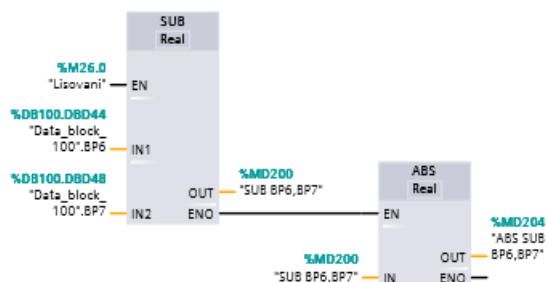 SUB
Real
%M26.0
"Lisovani"
EN
%DB100.DBD44
"Data_block_
100".BP6
IN1
%DB100.DBD48
"Data_block_
100".BP7
IN2
%MD200
OUT
"SUB BP6,BP7"
ENO
ABS
Real
EN
%MD204
"ABS SUB
BP6,BP7"
OUT
%MD200
"SUB BP6,BP7"
IN
ENO